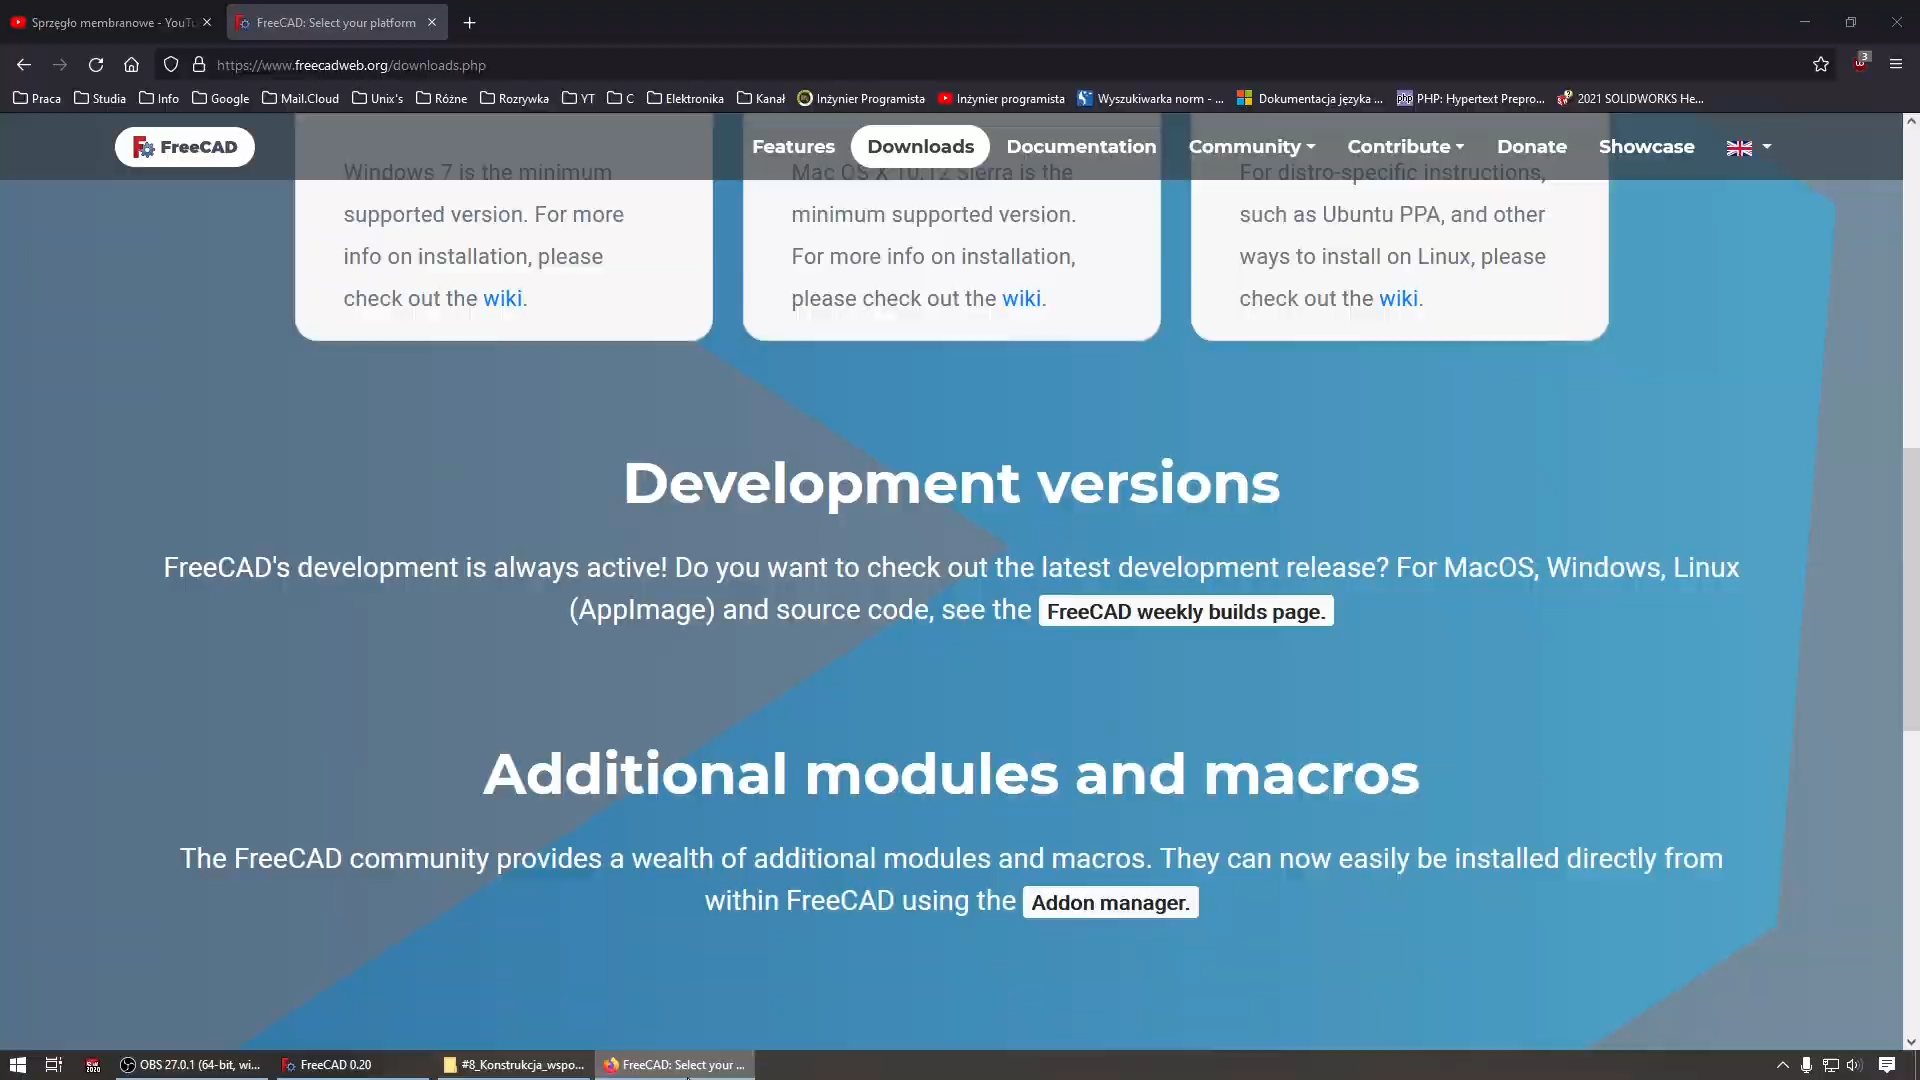 Sprzęgło membranowe - YouTu
FreeCAD: Select your platform
https://www.freecadweb.org/downloads.php
3
Praca
Studia
Info
Google
Mail.Cloud
Unix's
Różne
Rozrywka
YT
C
Elektronika
Kanał
Inżynier Programista
Inżynier programista
Wyszukiwarka norm - ...
Dokumentacja języka ...
PHP: Hypertext Prepro...
2021 SOLIDWORKS He...
FreeCAD
Features
Downloads
Documentation
Community
Contribute
Donate
Showcase
Windows 7 is the minimum
supported version. For more
info on installation, please
check out the wiki.
Mac OS X 10.12 Sierra is the
minimum supported version.
For more info on installation,
please check out the wiki.
For distro-specific instructions,
such as Ubuntu PPA, and other
ways to install on Linux, please
check out the wiki.
Development versions
FreeCAD's development is always active! Do you want to check out the latest development release? For MacOS, Windows, Linux
(AppImage) and source code, see the FreeCAD weekly builds page.
Additional modules and macros
The FreeCAD community provides a wealth of additional modules and macros. They can now easily be installed directly from
within FreeCAD using the Addon manager.
OBS 27.0.1 (64-bit, wi...
FreeCAD 0.20
#8_Konstrukcja_wspo...
FreeCAD: Select your ...